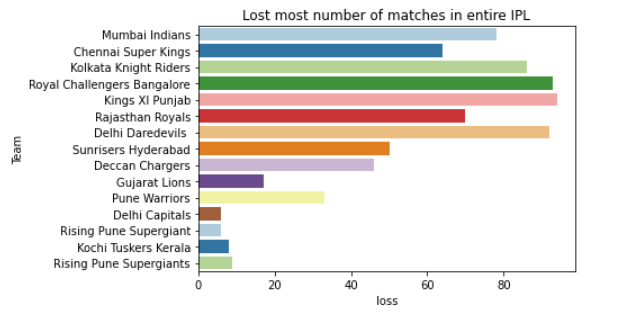 Lost most number of matches in entire IPL
Team
Mumbai Indians
Chennai Super Kings
Kolkata Knight Riders
Royal Challengers Bangalore
Kings XI Punjab
Rajasthan Royals
Delhi Daredevils
Sunrisers Hyderabad
Deccan Chargers
Gujarat Lions
Pune Warriors
Delhi Capitals
Rising Pune Supergiant
Kochi Tuskers Kerala
Rising Pune Supergiants
0 20 40 60 80
loss